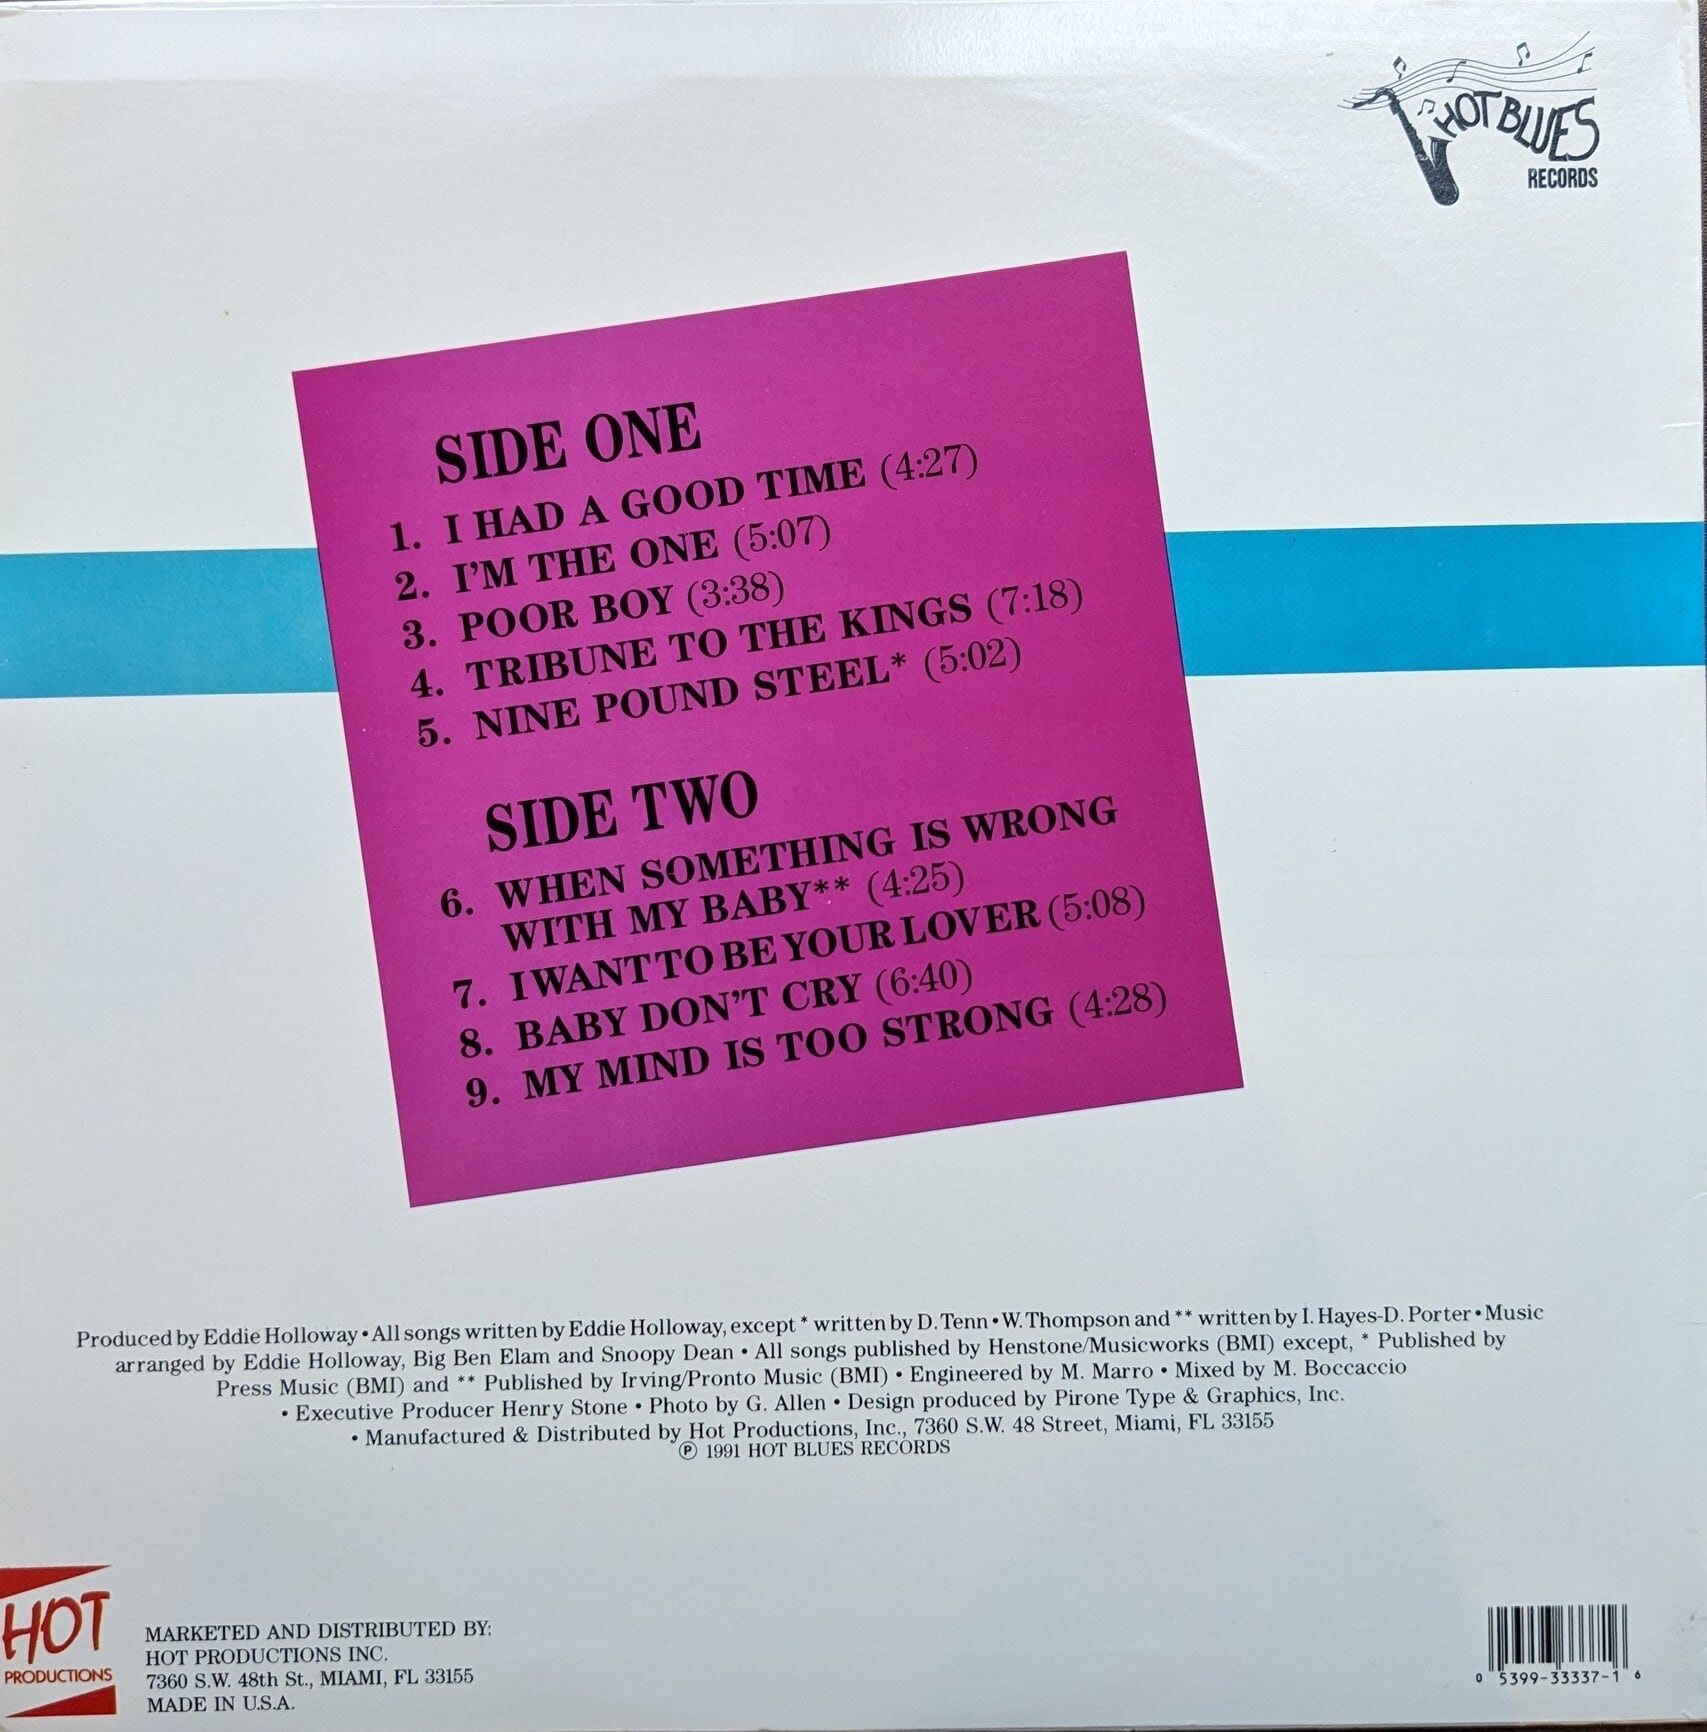 HOT BLUES
RECORDS
SIDE ONE
1. I HAD A GOOD TIME (4:27)
2. I'M THE ONE (5:07)
3. POOR BOY (3:38)
4. TRIBUNE TO THE KINGS (7:18)
5. NINE POUND STEEL* (5:02)
SIDE TWO
6. WHEN SOMETHING IS WRONG
WITH MY BABY** (4:25)
7. I WANT TO BE YOUR LOVER (5:08)
8. BABY DON'T CRY (6:40)
9. MY MIND IS TOO STRONG (4:28)
Produced by Eddie Holloway • All songs written by Eddie Holloway, except * written by D. Tenn • W. Thompson and ** written by I. Hayes-D. Porter • Music
arranged by Eddie Holloway, Big Ben Elam and Snoopy Dean • All songs published by Henstone/Musicworks (BMI) except, * Published by
Press Music (BMI) and ** Published by Irving/Pronto Music (BMI) • Engineered by M. Marro • Mixed by M. Boccaccio
• Executive Producer Henry Stone • Photo by G. Allen • Design produced by Pirone Type & Graphics, Inc.
• Manufactured & Distributed by Hot Productions, Inc., 7360 S.W. 48 Street, Miami, FL 33155
℗ 1991 HOT BLUES RECORDS
HOT
PRODUCTIONS
MARKETED AND DISTRIBUTED BY:
HOT PRODUCTIONS INC.
7360 S.W. 48th St., MIAMI, FL 33155
MADE IN U.S.A.
0 5399-33337-1 6